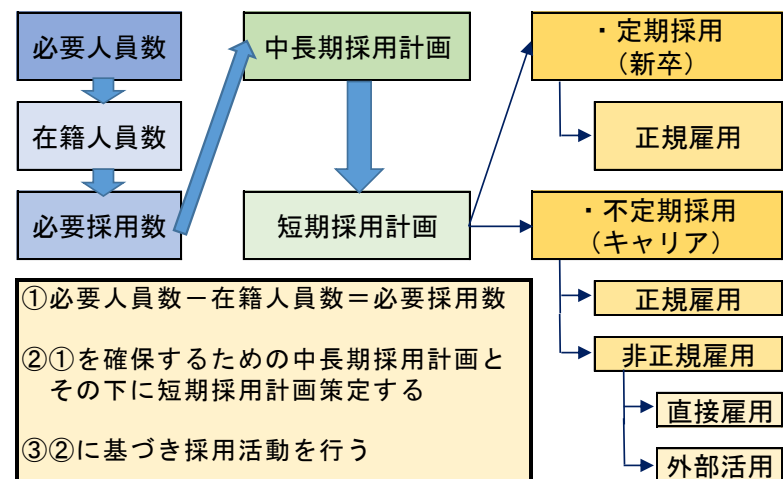 必要人員数
在籍人員数
必要採用数
中長期採用計画
短期採用計画
・定期採用
（新卒）
正規雇用
・不定期採用
（キャリア）
正規雇用
非正規雇用
直接雇用
外部活用
①必要人員数－在籍人員数＝必要採用数
②①を確保するための中長期採用計画と
その下に短期採用計画策定する
③②に基づき採用活動を行う